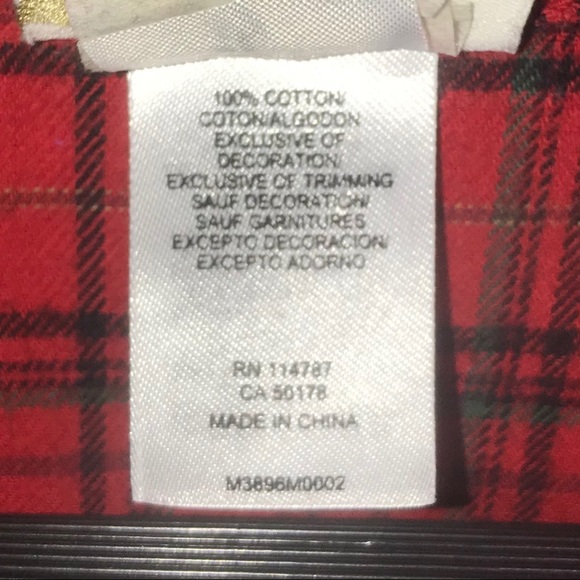 100% COTTON/
COTON/ALGODON
EXCLUSIVE OF
DECORATION/
EXCLUSIVE OF TRIMMING
SAUF DECORATION/
SAUF GARNITURES
EXCEPTO DECORACION/
EXCEPTO ADORNO
RN 114787
CA 50178
MADE IN CHINA
M3696M0002